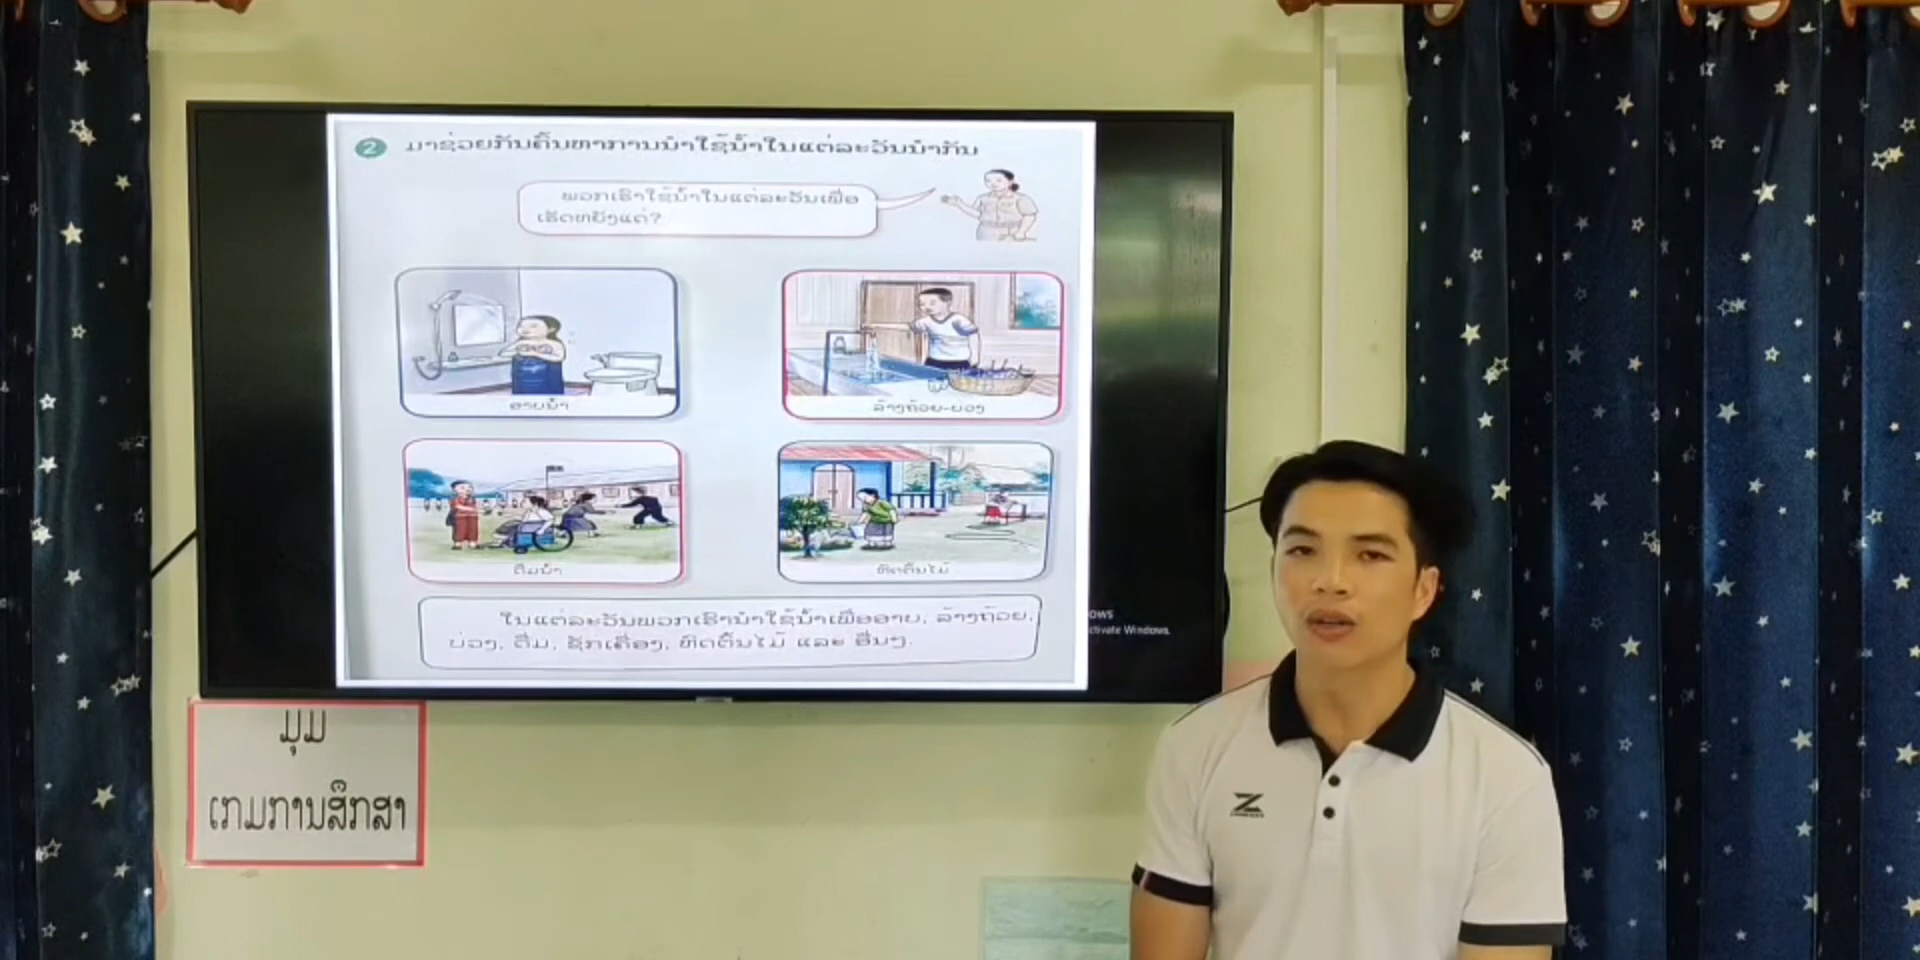 2 ມາຊ່ວຍກັນຄົ້ນຫາການນຳໃຊ້ນ້ຳໃນແຕ່ລະວັນນຳກັນ
ພວກເຮົາໃຊ້ນ້ຳໃນແຕ່ລະວັນເພື່ອ
ເຮັດຫຍັງແດ່?
ອາບນ້ຳ
ລ້າງຖ້ວຍ-ບວງ
ດື່ມນ້ຳ
ຫົດຕົ້ນໄມ້
ໃນແຕ່ລະວັນພວກເຮົານຳໃຊ້ນ້ຳເພື່ອອາບ, ລ້າງຖ້ວຍ,
ບ່ວງ, ດື່ມ, ຊັກເຄື່ອງ, ຫົດຕົ້ນໄມ້ ແລະ ອື່ນໆ.
ctivate Windows.
ມຸມ
ເກມການສຶກສາ
Z